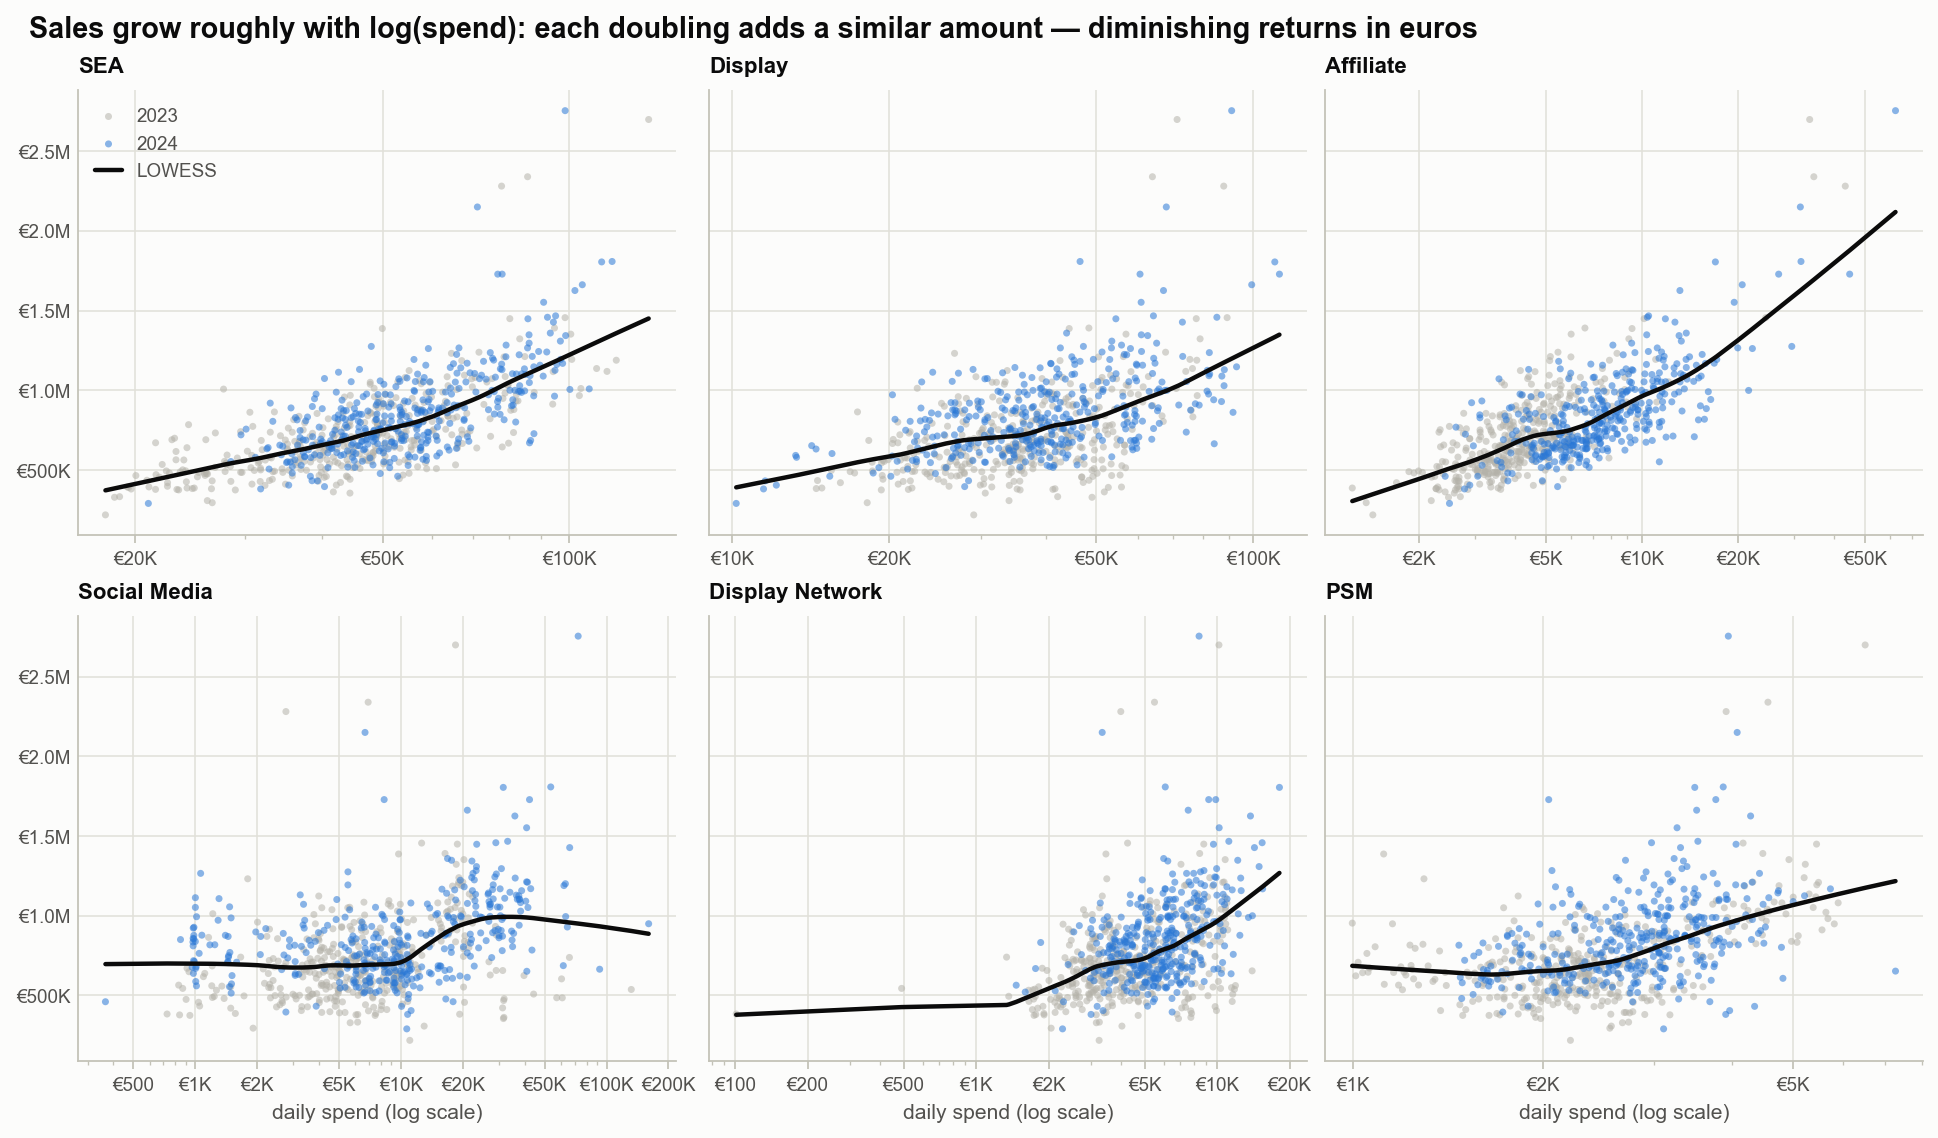 Sales grow roughly with log(spend): each doubling adds a similar amount — diminishing returns in euros
SEA
Display
Affiliate
2023
2024
LOWESS
€2.5M
€2.0M
€1.5M
€1.0M
€500K
€20K
€50K
€100K
€10K
€20K
€50K
€100K
€2K
€5K
€10K
€20K
€50K
Social Media
Display Network
PSM
€2.5M
€2.0M
€1.5M
€1.0M
€500K
€500
€1K
€2K
€5K
€10K
€20K
€50K
€100K
€200K
€100
€200
€500
€1K
€2K
€5K
€10K
€20K
€1K
€2K
€5K
daily spend (log scale)
daily spend (log scale)
daily spend (log scale)